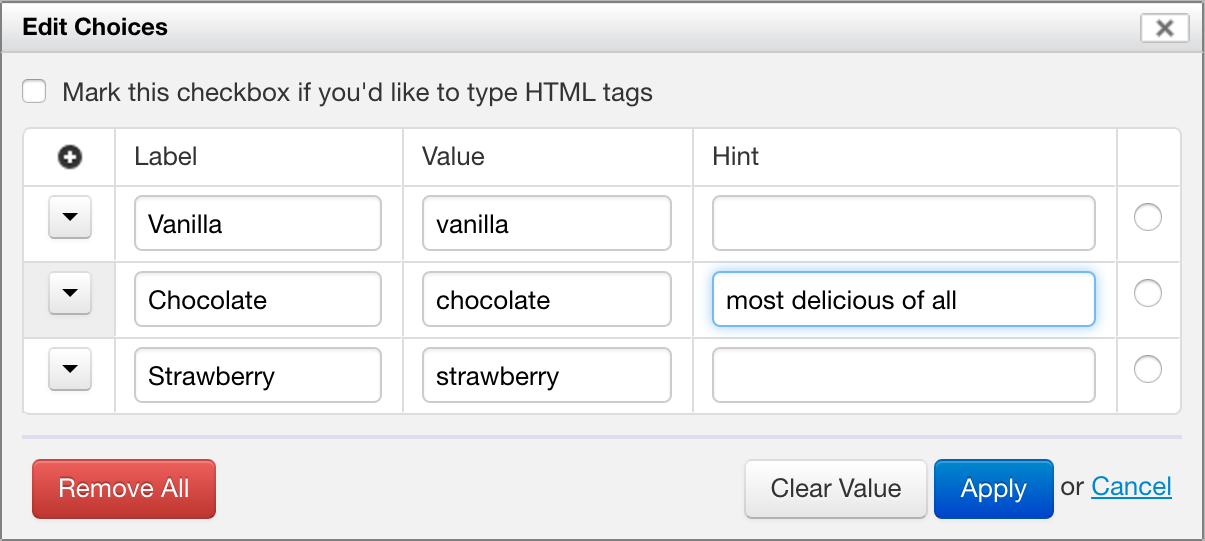 Edit Choices
Mark this checkbox if you'd like to type HTML tags
Label Value Hint
Vanilla vanilla
Chocolate chocolate most delicious of all
Strawberry strawberry
Remove All Clear Value Apply or Cancel